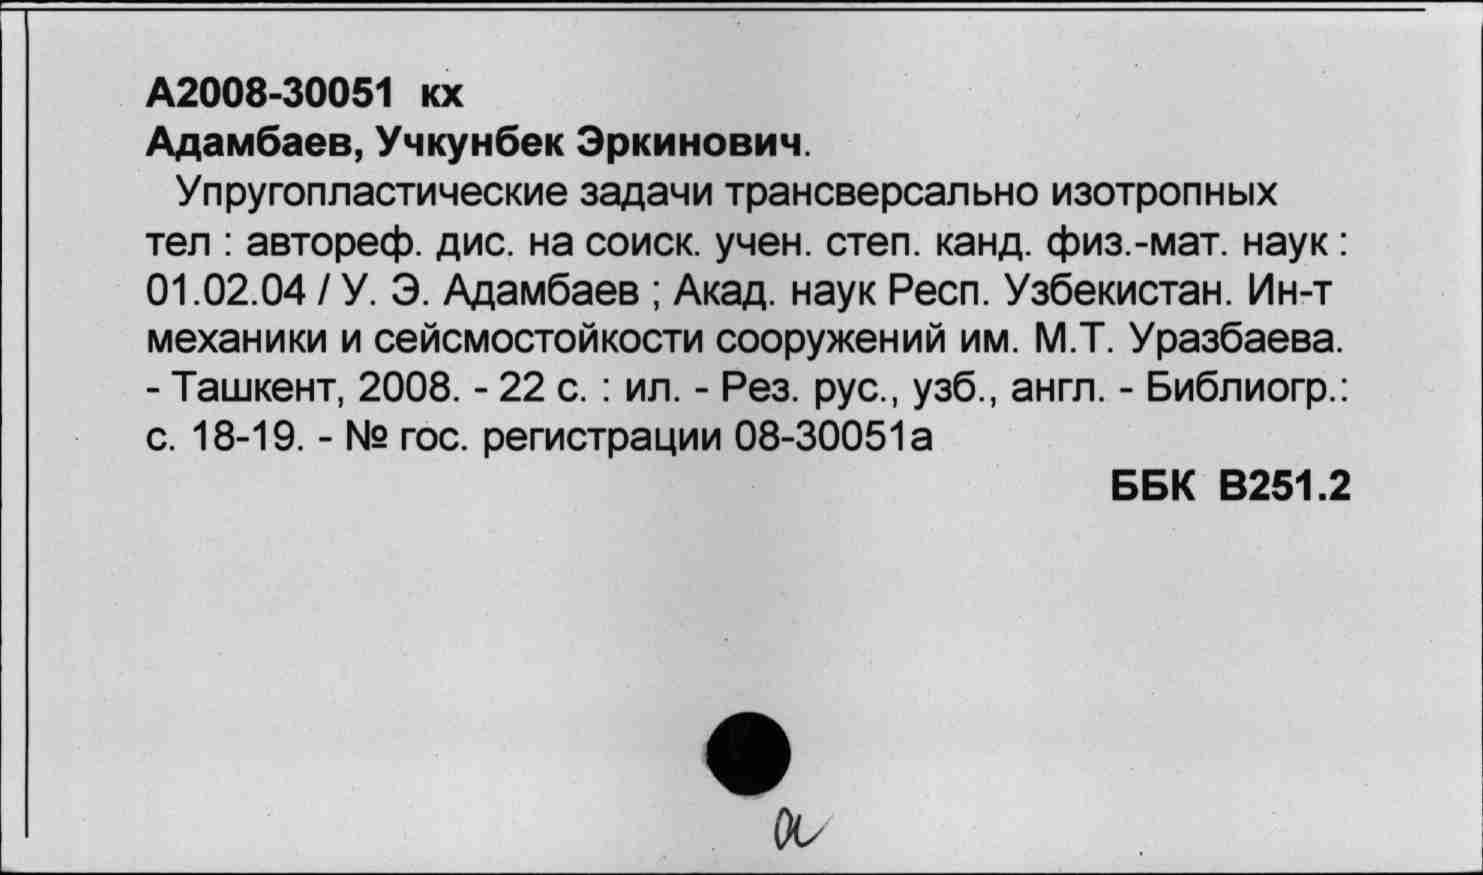 А2008-30051 кх
Адамбаев, Учкунбек Эркинович.
Упругопластические задачи трансверсально изотропных
тел : автореф. дис. на соиск. учен. степ. канд. физ.-мат. наук :
01.02.04 / У. Э. Адамбаев ; Акад. наук Респ. Узбекистан. Ин-т
механики и сейсмостойкости сооружений им. М.Т. Уразбаева.
- Ташкент, 2008. - 22 с. : ил. - Рез. рус., узб., англ. - Библиогр.:
с. 18-19. - № гос. регистрации 08-30051а
ББК В251.2
а